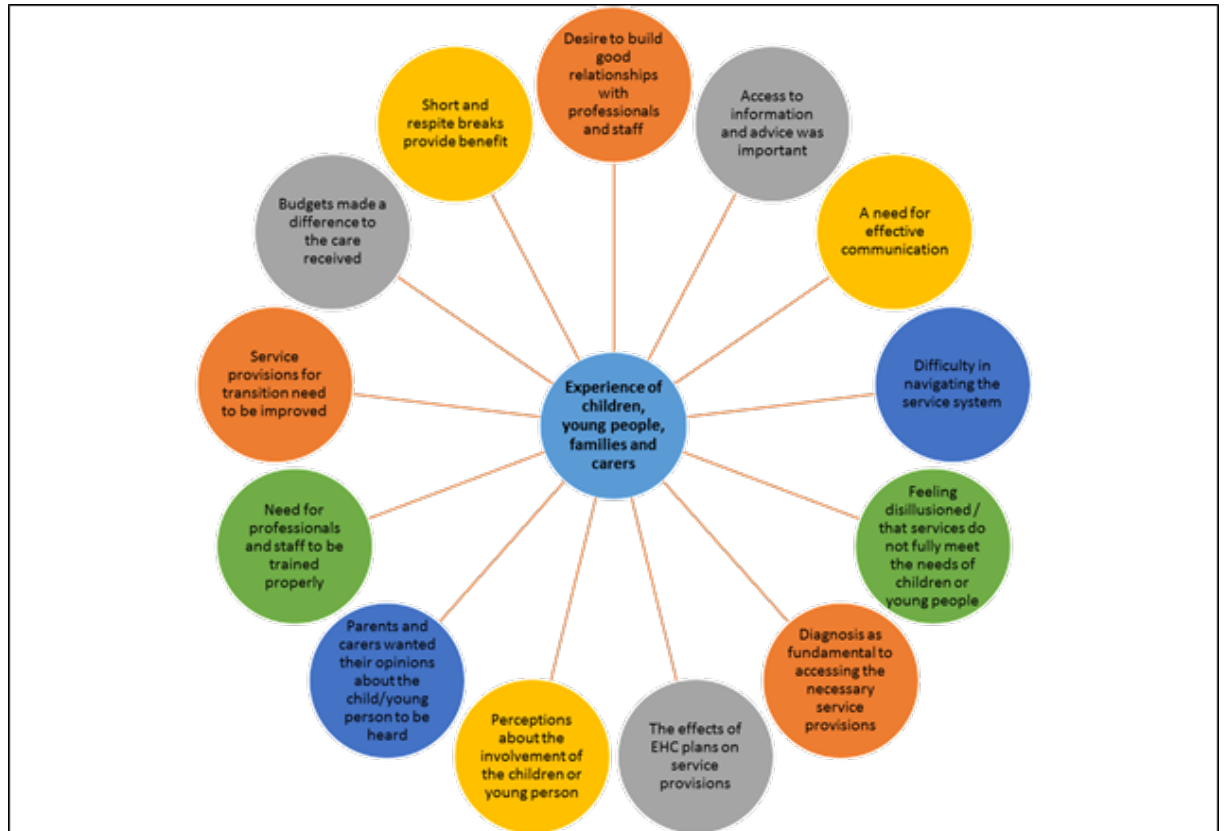 Desire to build
good
relationships
with
professionals
and staff
Access to
information
and advice was
important
A need for
effective
communication
Difficulty in
navigating the
service system
Feeling
disillusioned /
that services do
not fully meet
the needs of
children or
young people
Diagnosis as
fundamental to
accessing the
necessary
service
provisions
The effects of
EHC plans on
service
provisions
Perceptions
about the
involvement of
the children or
young person
Parents and
carers wanted
their opinions
about the
child/young
person to be
heard
Need for
professionals
and staff to be
trained
properly
Service
provisions for
transition need
to be improved
Budgets made a
difference to
the care
received
Short and
respite breaks
provide benefit
Experience of
children,
young people,
families and
carers